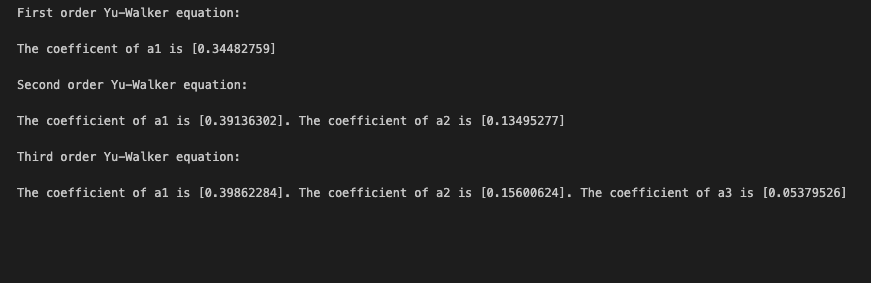 First order Yu-Walker equation:
The coefficent of a1 is [0.34482759]
Second order Yu-Walker equation:
The coefficient of a1 is [0.39136302]. The coefficient of a2 is [0.13495277]
Third order Yu-Walker equation:
The coefficient of a1 is [0.39862284]. The coefficient of a2 is [0.15600624]. The coefficient of a3 is [0.05379526]